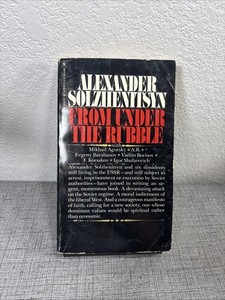 ALEXANDER
SOLZHENITSYN
FROM UNDER
THE RUBBLE
Mikhail Agursky • A.B. •
Evgeny Barabanov • Vadim Borisov •
F. Korsakov • Igor Shafarevich
Alexander Solzhenitsyn and six dissidents
still living in the USSR—and still subject to
arrest, imprisonment or execution by Soviet
authorities—have joined in writing an ur-
gent, momentous book. A devastating attack
on the Soviet regime. A moral indictment of
the liberal West. And a courageous manifesto
of faith, calling for a new society, one whose
dominant values would be spiritual rather
than economic.